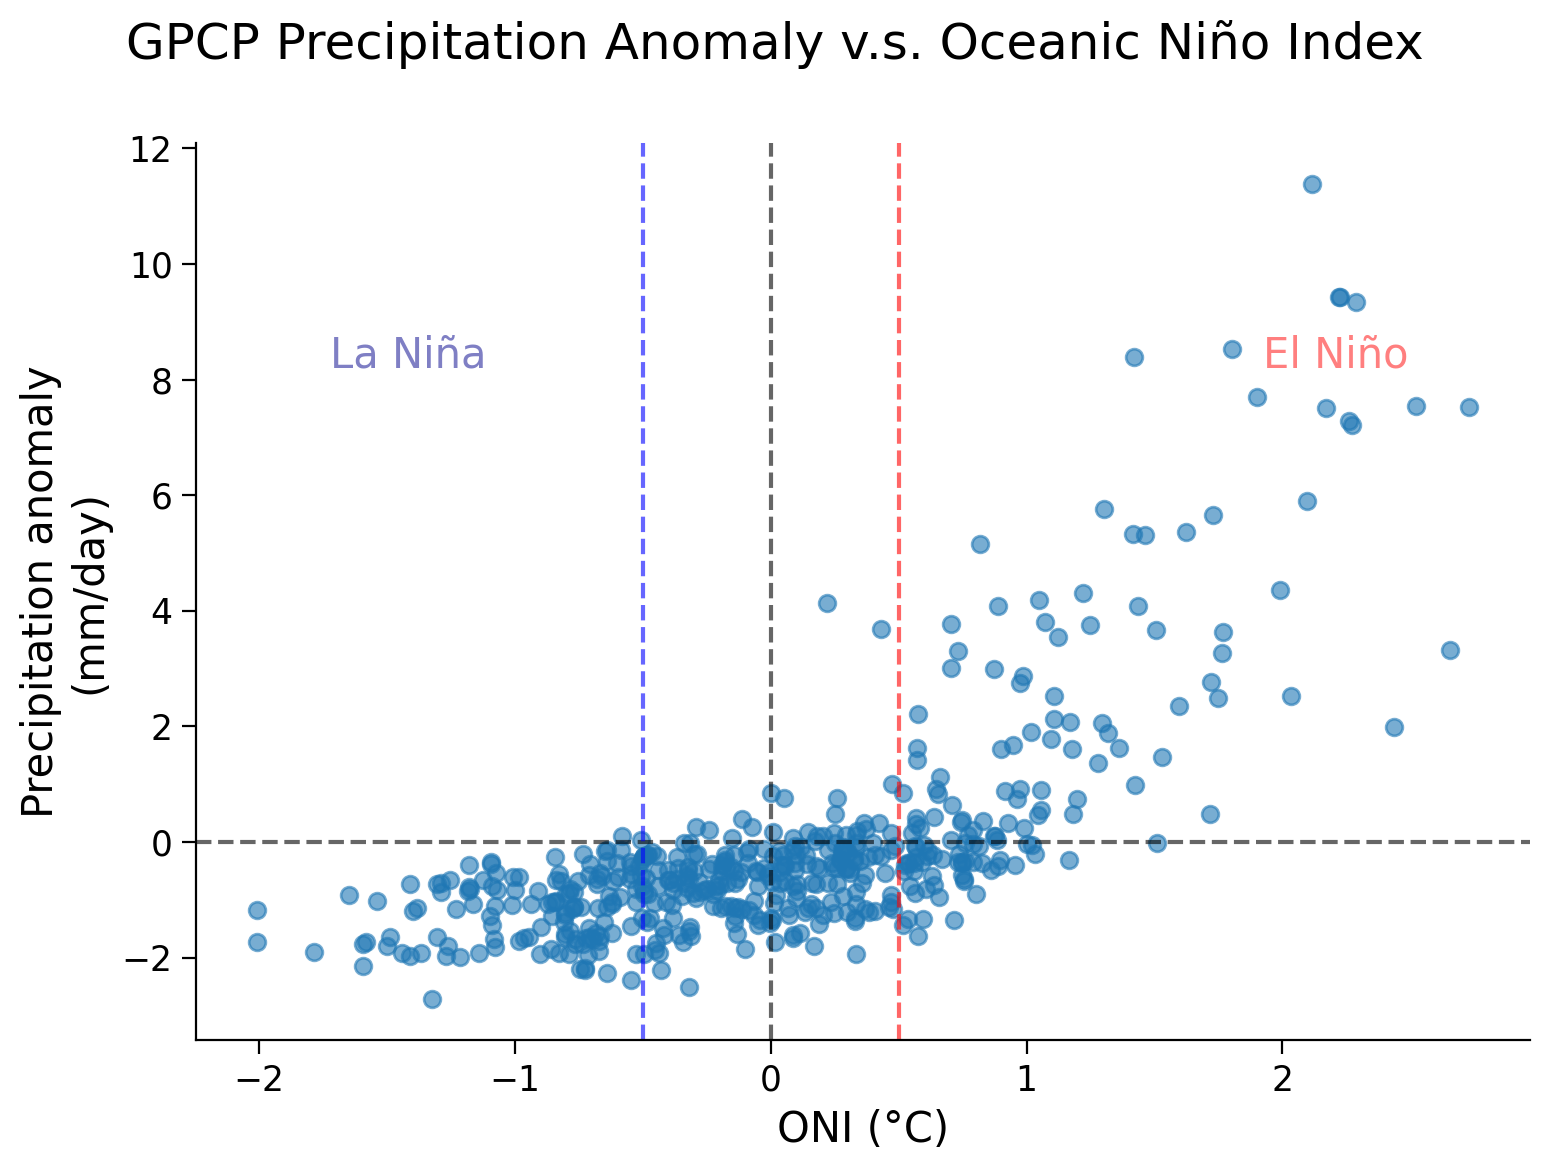 GPCP Precipitation Anomaly v.s. Oceanic Niño Index
12
10
8
6
4
2
0
−2
Precipitation anomaly
(mm/day)
La Niña
El Niño
−2
−1
0
1
2
ONI (°C)